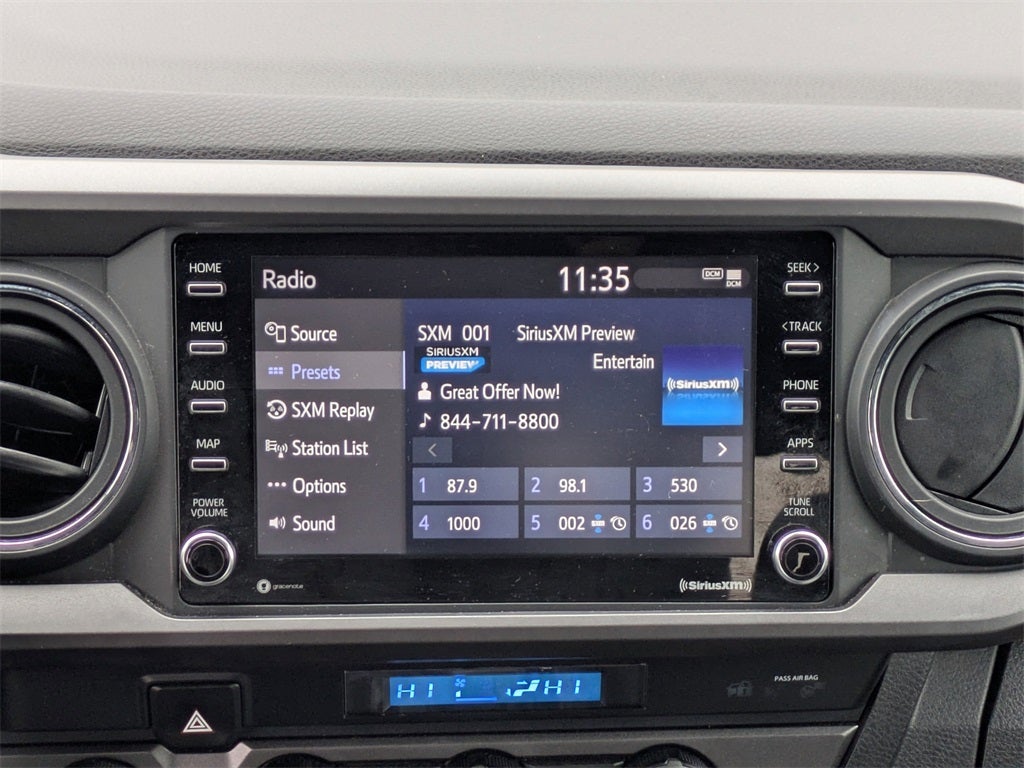 HOME
MENU
AUDIO
MAP
POWER
VOLUME
Radio
11:35
DCM
DCM
Source
Presets
SXM Replay
Station List
Options
Sound
SXM 001 SiriusXM Preview
SIRIUSXM
PREVIEW
Entertain
Great Offer Now!
844-711-8800
((SiriusXM))
< >
1 87.9 2 98.1 3 530
4 1000 5 002 SXM 6 026 SXM
SEEK>
<TRACK
PHONE
APPS
TUNE
SCROLL
gracenote
((SiriusXM))
HI HI
PASS AIR BAG